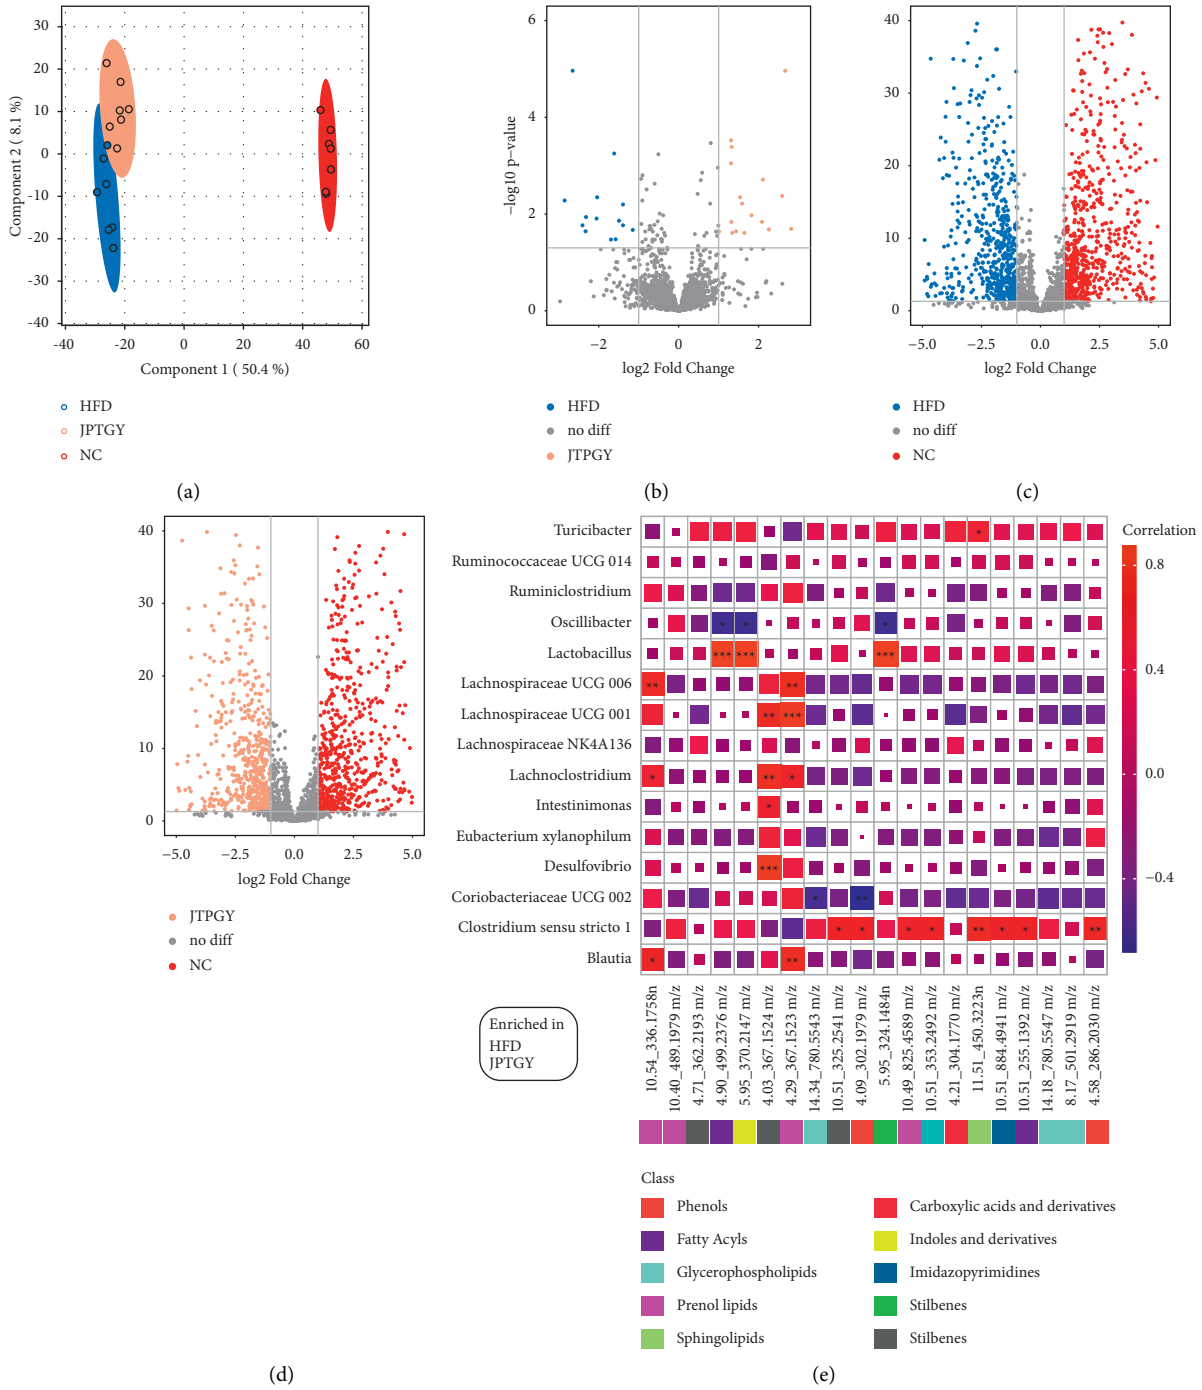 30
20
10
0
-10
-20
-30
-40
Component 2 ( 8.1 %)
-40
-20
0
20
40
60
Component 1 ( 50.4 %)
HFD
JPTGY
NC
(a)
6
4
2
0
−log10 p−value
−2
0
2
log2 Fold Change
HFD
no diff
JTPGY
(b)
40
30
20
10
0
−5.0
−2.5
0.0
2.5
5.0
log2 Fold Change
HFD
no diff
NC
(c)
40
30
20
10
0
−5.0
−2.5
0.0
2.5
5.0
log2 Fold Change
JTPGY
no diff
NC
(d)
Turicibacter *
Ruminococcaceae UCG 014
Ruminiclostridium
Oscillibacter * * *
Lactobacillus *** *** ***
Lachnospiraceae UCG 006 ** **
Lachnospiraceae UCG 001 ** ***
Lachnospiraceae NK4A136
Lachnoclostridium * ** *
Intestinimonas *
Eubacterium xylanophilum
Desulfovibrio ***
Coriobacteriaceae UCG 002 * **
Clostridium sensu stricto 1 * * * * ** * * **
Blautia * **
Correlation
0.8
0.4
0.0
−0.4
Enriched in
HFD
JPTGY
10.54_336.1758n
10.40_489.1979 m/z
4.71_362.2193 m/z
4.90_499.2376 m/z
5.95_370.2147 m/z
4.03_367.1524 m/z
4.29_367.1523 m/z
14.34_780.5543 m/z
10.51_325.2541 m/z
4.09_302.1979 m/z
5.95_324.1484n
10.49_825.4589 m/z
10.51_353.2492 m/z
4.21_304.1770 m/z
11.51_450.3223n
10.51_884.4941 m/z
10.51_255.1392 m/z
14.18_780.5547 m/z
8.17_501.2919 m/z
4.58_286.2030 m/z
Class
Phenols
Fatty Acyls
Glycerophospholipids
Prenol lipids
Sphingolipids
Carboxylic acids and derivatives
Indoles and derivatives
Imidazopyrimidines
Stilbenes
Stilbenes
(e)